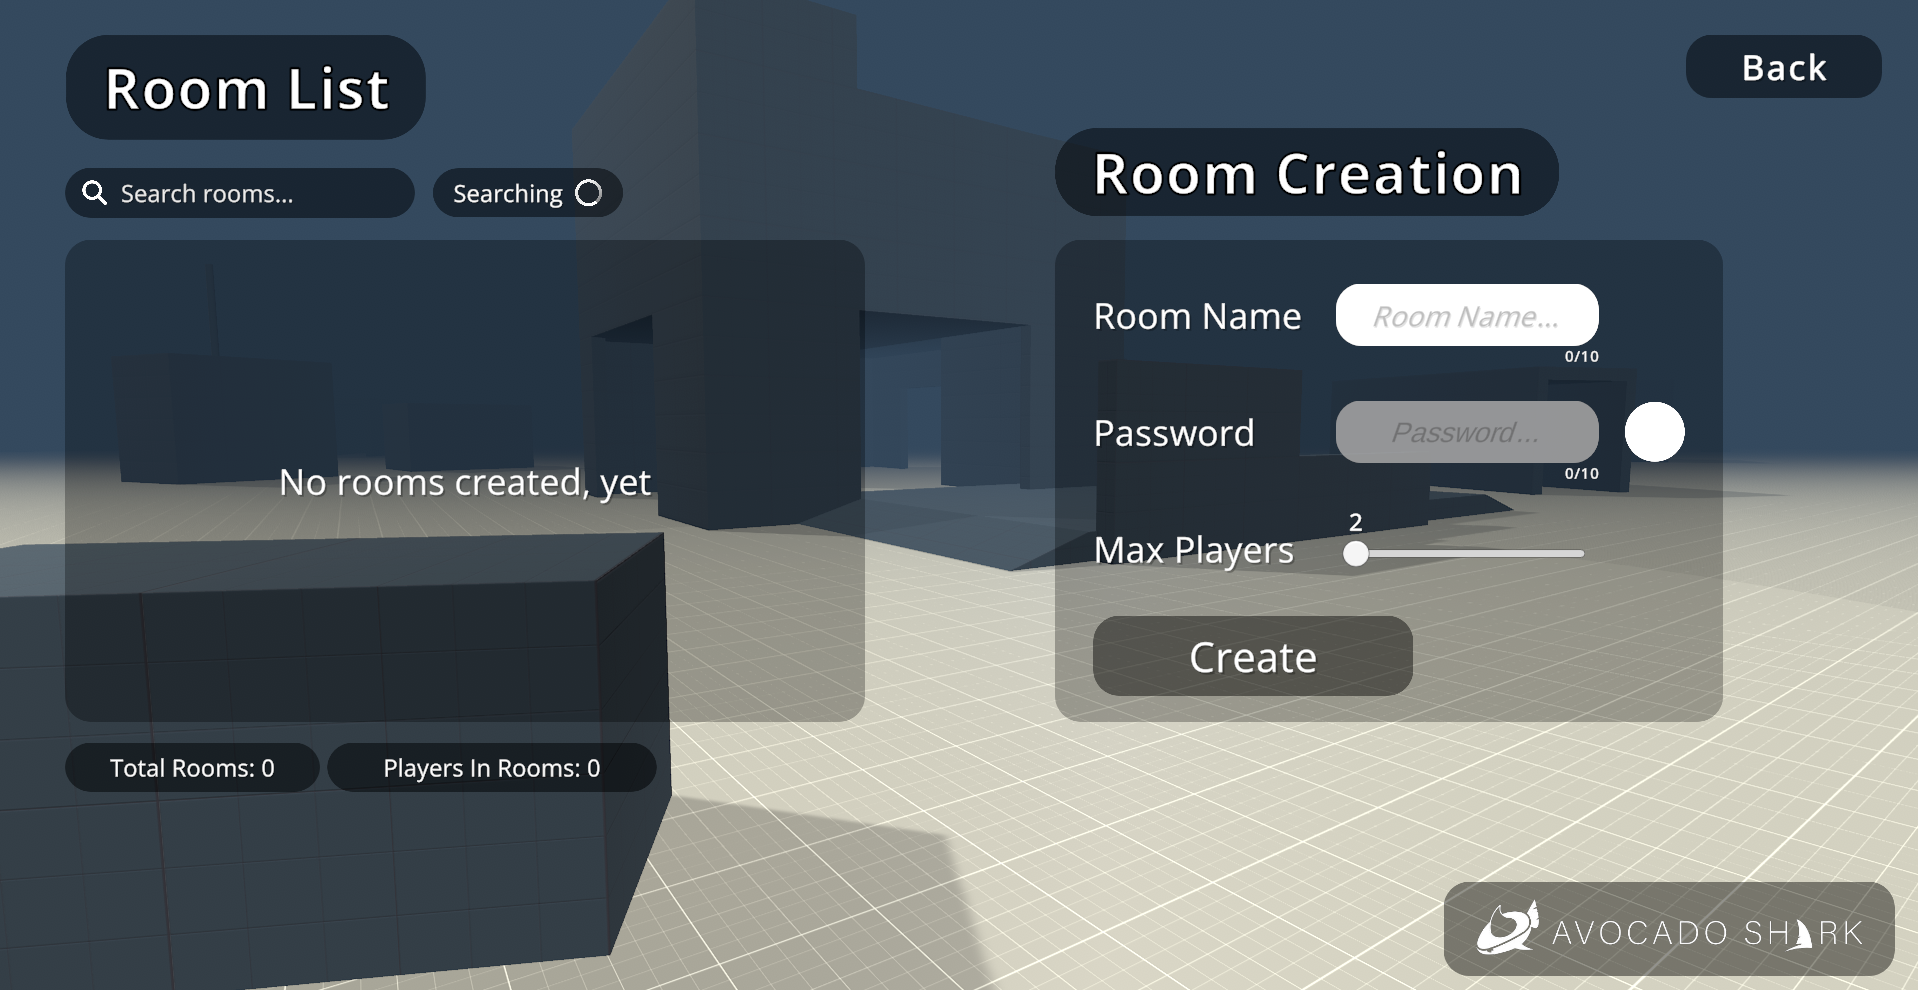 Room List
Back
Search rooms...
Searching
Room Creation
Room Name
Room Name...
0/10
Password
Password...
0/10
No rooms created, yet
2
Max Players
Create
Total Rooms: 0
Players In Rooms: 0
AVOCADO SHARK